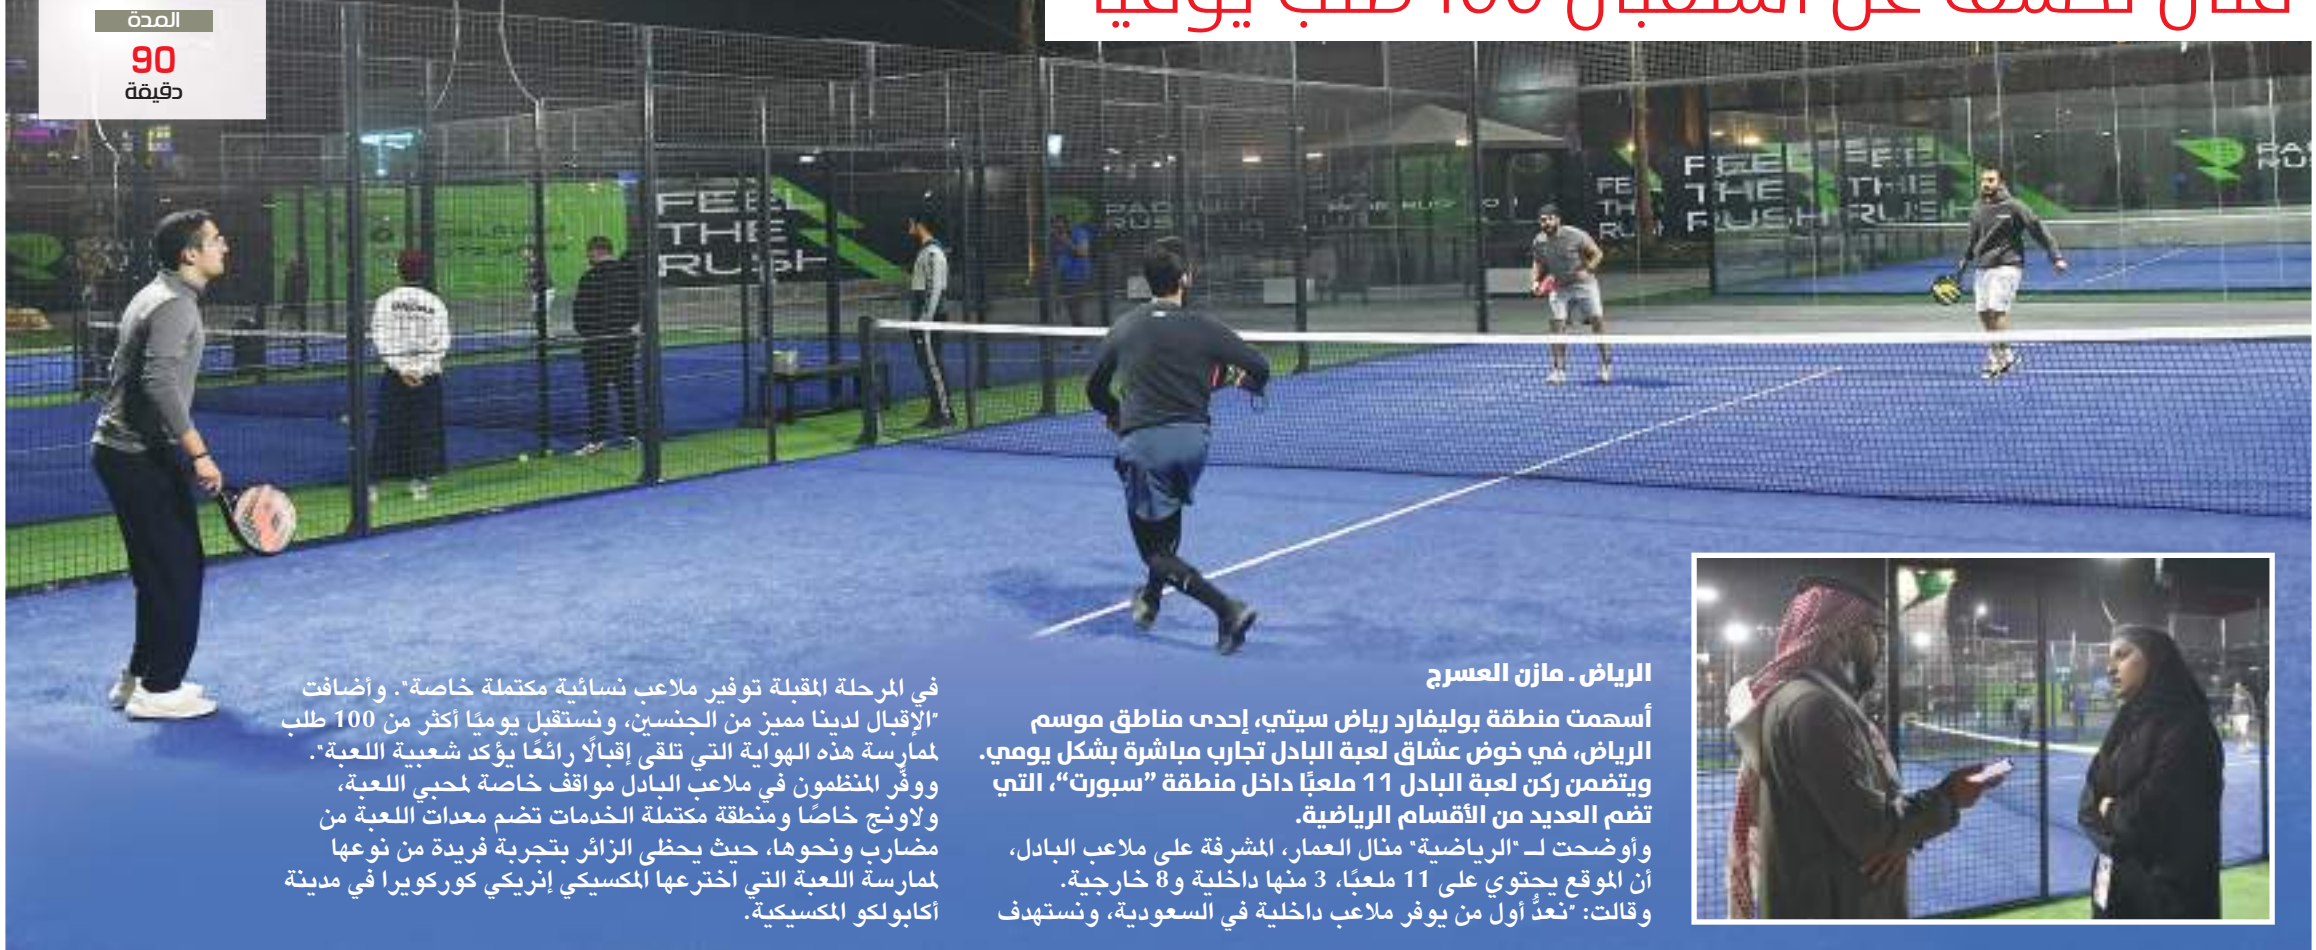 100
المدة
90
دقيقة
FEEL
THE
RUSH
FEEL
THE
RUSH
THE
الرياض ـ مازن العسرج
أسهمت منطقة بوليفارد رياض سيتي، إحدى مناطق موسم
الرياض، في خوض عشاق لعبة البادل تجارب مباشرة بشكل يومي.
ويتضمن ركن لعبة البادل 11 ملعبًا داخل منطقة ”سبورت“، التي
تضم العديد من الأقسام الرياضية.
وأوضحت لـ "الرياضية" منال العمار، المشرفة على ملاعب البادل،
أن الموقع يحتوي على 11 ملعبًا، 3 منها داخلية و8 خارجية.
وقالت: "نعدُّ أول من يوفر ملاعب داخلية في السعودية، ونستهدف
في المرحلة المقبلة توفير ملاعب نسائية مكتملة خاصة". وأضافت
"الإقبال لدينا مميز من الجنسين، ونستقبل يوميًا أكثر من 100 طلب
لممارسة هذه الهواية التي تلقى إقبالًا رائعًا يؤكد شعبية اللعبة".
ووفَّر المنظمون في ملاعب البادل مواقف خاصة لمحبي اللعبة،
ولاونج خاصًا ومنطقة مكتملة الخدمات تضم معدات اللعبة من
مضارب ونحوها، حيث يحظى الزائر بتجربة فريدة من نوعها
لممارسة اللعبة التي اخترعها المكسيكي إنريكي كوركويرا في مدينة
أكابولكو المكسيكية.